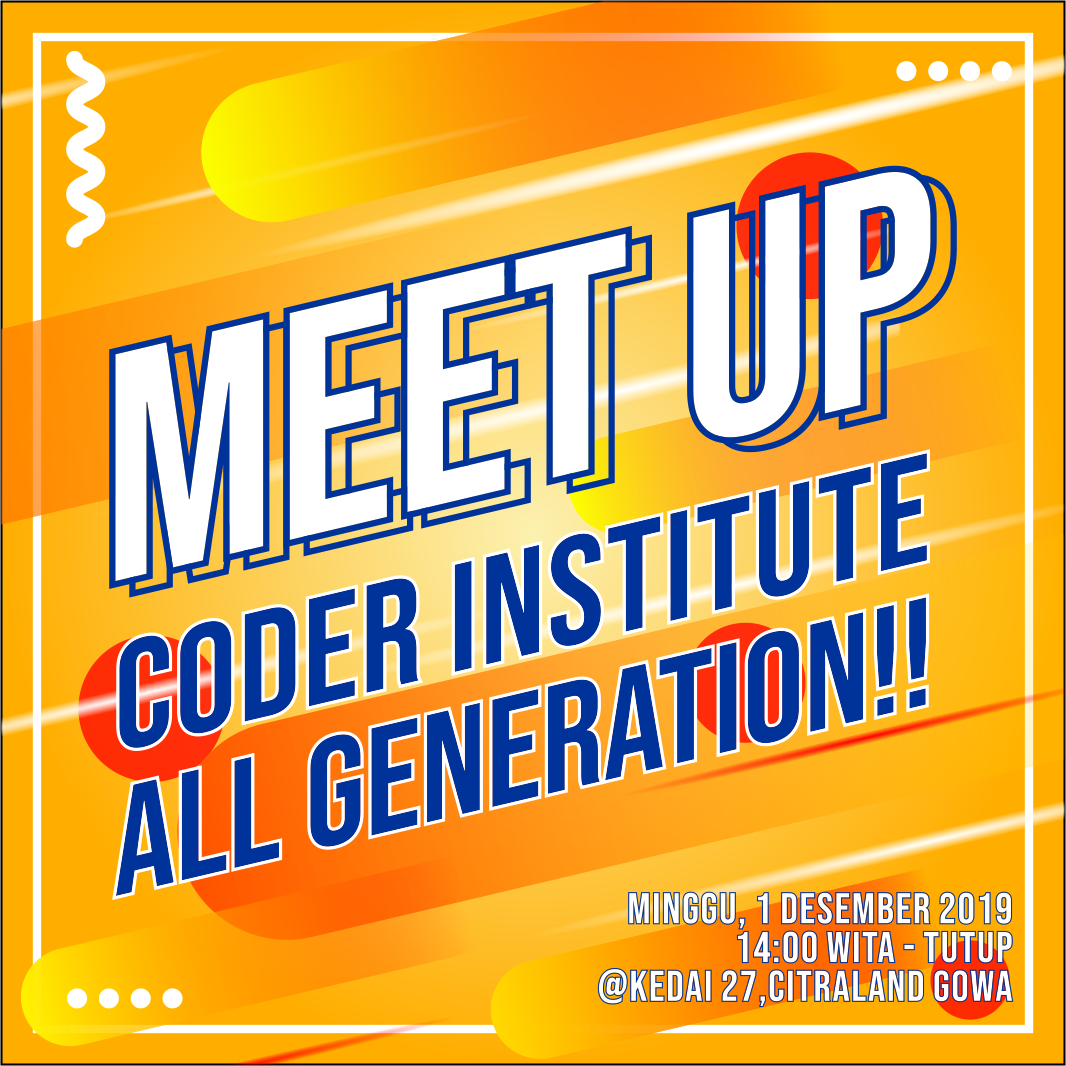 MEET UP
CODER INSTITUTE
ALL GENERATION!!
MINGGU, 1 DESEMBER 2019
14:00 WITA - TUTUP
@KEDAI 27,CITRALAND GOWA